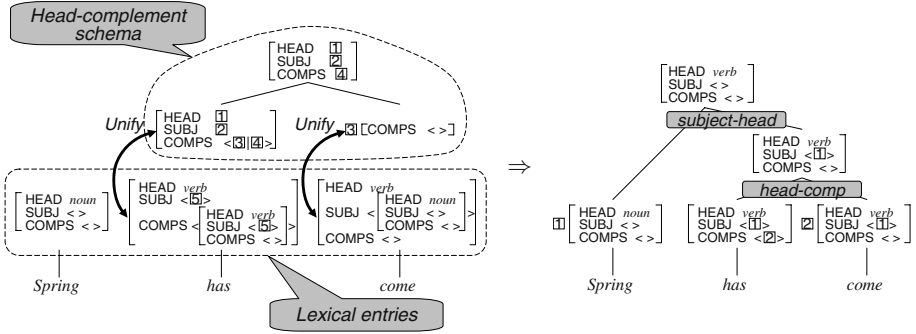 Head-complement
schema
HEAD 1
SUBJ 2
COMPS 4
Unify
HEAD 1
SUBJ 2
COMPS <3|4>
Unify
3 [COMPS < >]
HEAD noun
SUBJ < >
COMPS < >
HEAD verb
SUBJ <5>
COMPS <
HEAD verb
SUBJ <5>
COMPS < >
>
HEAD verb
SUBJ <
HEAD noun
SUBJ < >
COMPS < >
>
COMPS < >
Spring
has
come
Lexical entries
⇒
HEAD verb
SUBJ < >
COMPS < >
subject-head
HEAD verb
SUBJ <1>
COMPS < >
head-comp
1
HEAD noun
SUBJ < >
COMPS < >
HEAD verb
SUBJ <1>
COMPS <2>
2
HEAD verb
SUBJ <1>
COMPS < >
Spring
has
come